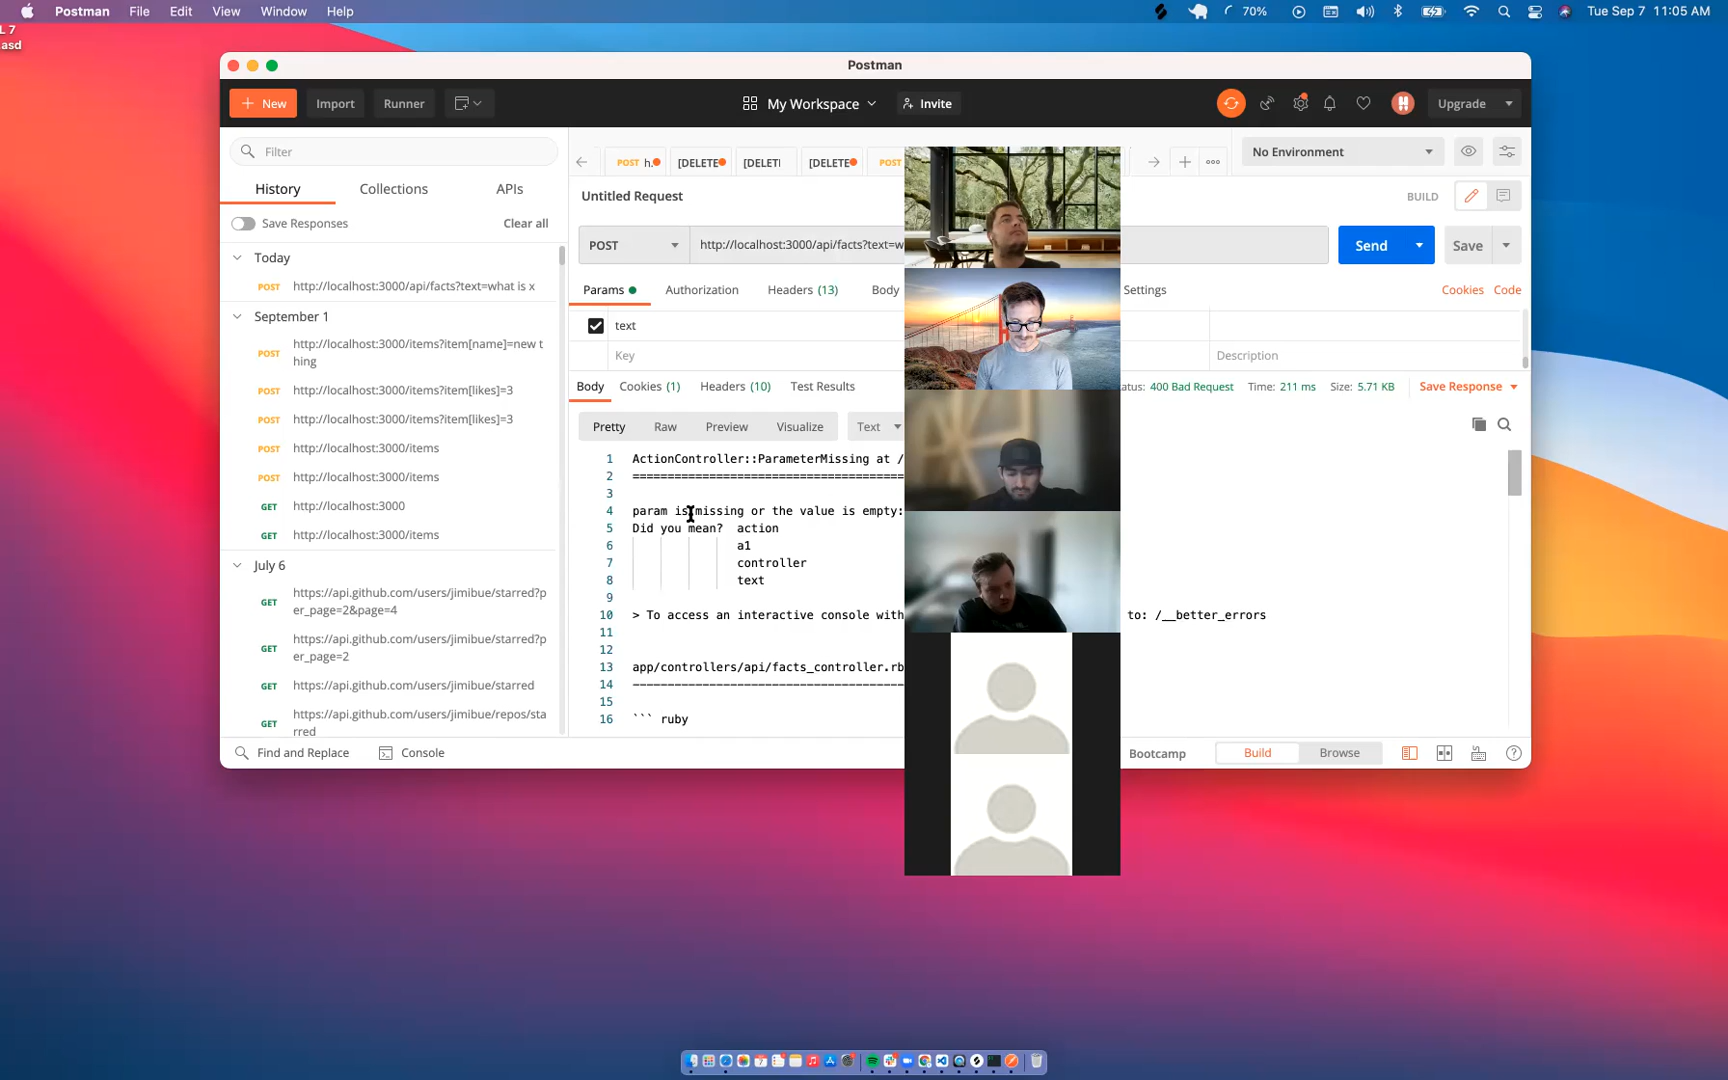 Postman File Edit View Window Help 70% Tue Sep 7 11:05 AM
L 7
asd
Postman
New Import Runner My Workspace Invite Upgrade
Filter
History Collections APIs
Save Responses Clear all
Today
POST http://localhost:3000/api/facts?text=what is x
September 1
POST http://localhost:3000/items?item[name]=new t
hing
POST http://localhost:3000/items?item[likes]=3
POST http://localhost:3000/items?item[likes]=3
POST http://localhost:3000/items
POST http://localhost:3000/items
GET http://localhost:3000
GET http://localhost:3000/items
July 6
GET https://api.github.com/users/jimibue/starred?p
er_page=2&page=4
GET https://api.github.com/users/jimibue/starred?p
er_page=2
GET https://api.github.com/users/jimibue/starred
GET https://api.github.com/users/jimibue/repos/sta
rred
POST h. [DELETE [DELETI [DELETE POST No Environment
Untitled Request BUILD
POST http://localhost:3000/api/facts?text=w Send Save
Params Authorization Headers (13) Body Settings Cookies Code
text
Key Description
Body Cookies (1) Headers (10) Test Results atus: 400 Bad Request Time: 211 ms Size: 5.71 KB Save Response
Pretty Raw Preview Visualize Text
1 ActionController::ParameterMissing at /
2 =======================================
3
4 param is missing or the value is empty:
5 Did you mean? action
6 a1
7 controller
8 text
9
10 > To access an interactive console with to: /__better_errors
11
12
13 app/controllers/api/facts_controller.rb
14 ---------------------------------------
15
16 ``` ruby
Find and Replace Console Bootcamp Build Browse